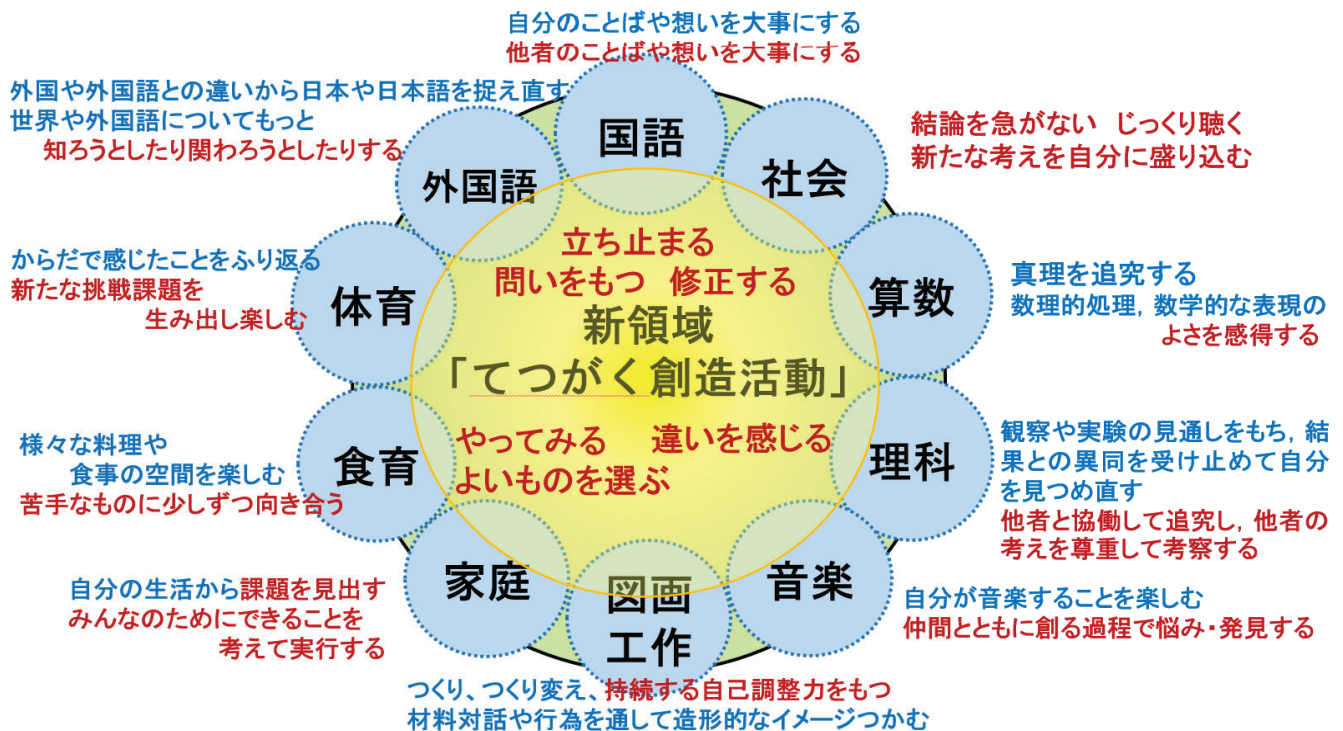 自分のことばや想いを大事にする
他者のことばや想いを大事にする
国語
外国や外国語との違いから日本や日本語を捉え直す
世界や外国語についてもっと
知ろうとしたり関わろうとしたりする
外国語
社会
結論を急がない じっくり聴く
新たな考えを自分に盛り込む
からだで感じたことをふり返る
新たな挑戦課題を
生み出し楽しむ
体育
立ち止まる
問いをもつ 修正する
新領域
「てつがく創造活動」
やってみる 違いを感じる
よいものを選ぶ
算数
真理を追究する
数理的処理, 数学的な表現の
よさを感得する
様々な料理や
食事の空間を楽しむ
苦手なものに少しずつ向き合う
食育
理科
観察や実験の見通しをもち, 結
果との異同を受け止めて自分
を見つめ直す
他者と協働して追究し, 他者の
考えを尊重して考察する
自分の生活から課題を見出す
みんなのためにできることを
考えて実行する
家庭
図画
工作
音楽
自分が音楽することを楽しむ
仲間とともに創る過程で悩み・発見する
つくり、つくり変え、持続する自己調整力をもつ
材料対話や行為を通して造形的なイメージつかむ